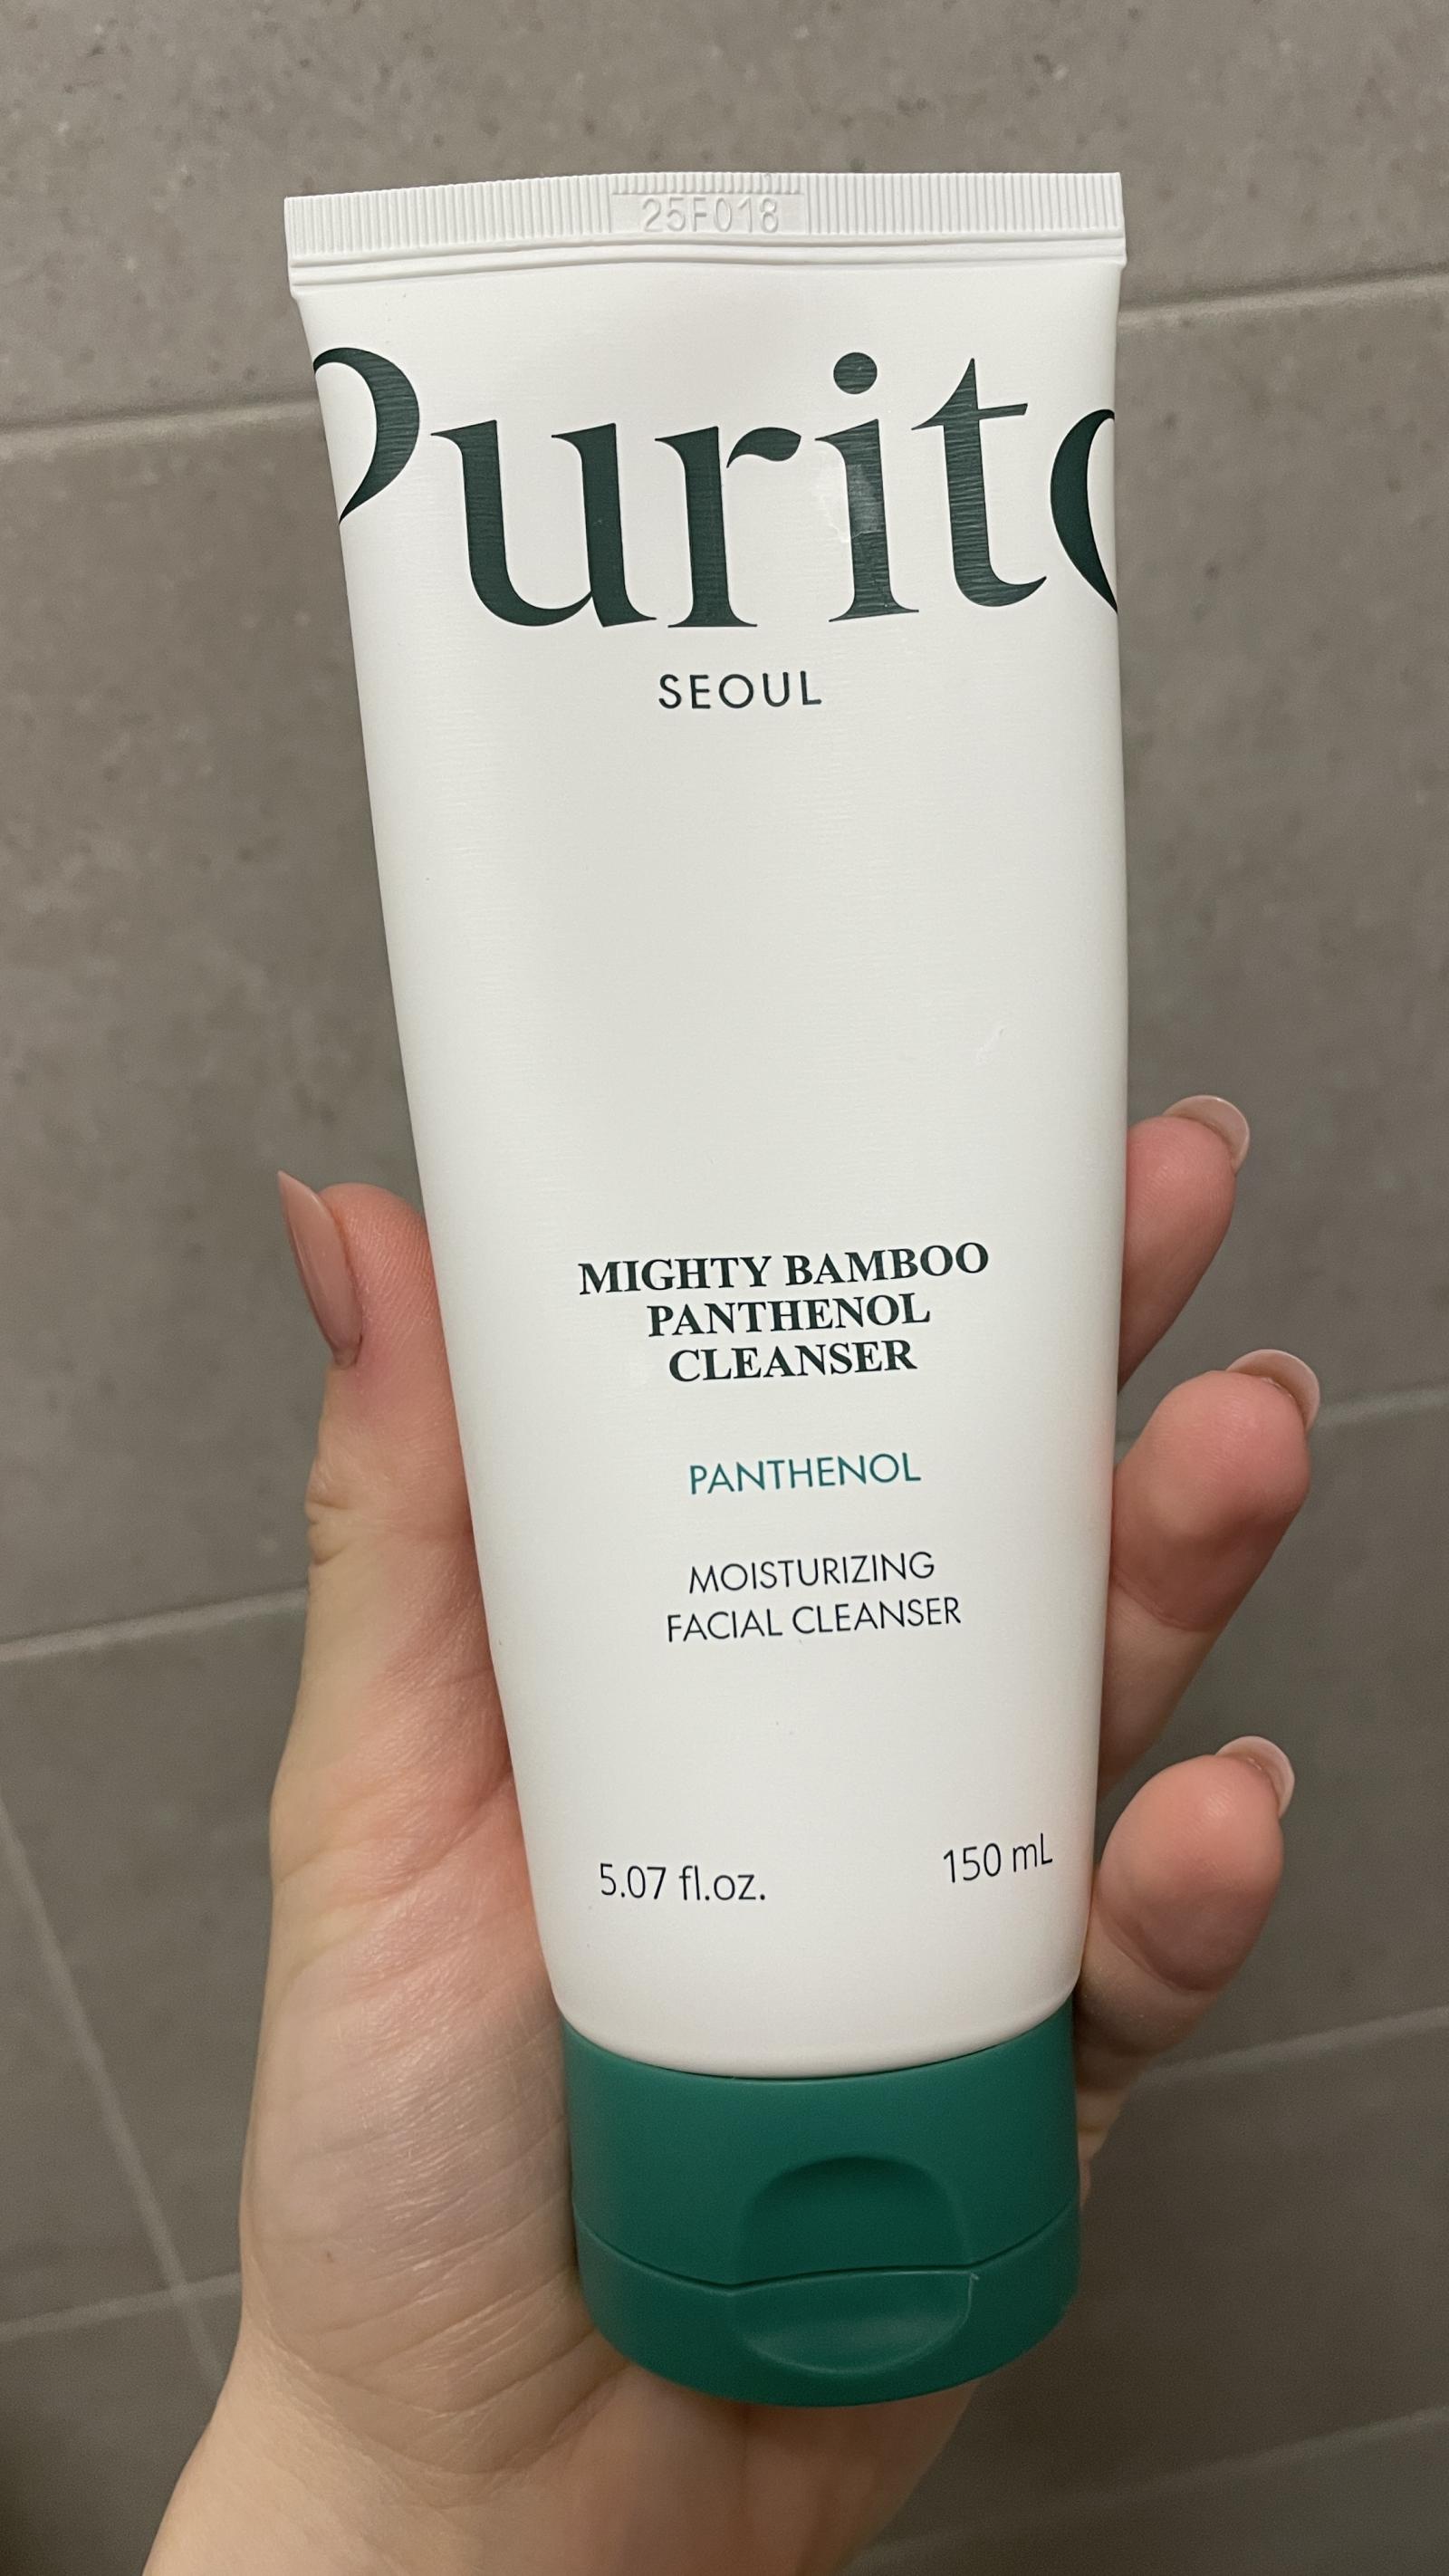 25F018
Purito
SEOUL
MIGHTY BAMBOO
PANTHENOL
CLEANSER
PANTHENOL
MOISTURIZING
FACIAL CLEANSER
5.07 fl.oz. 150 mL